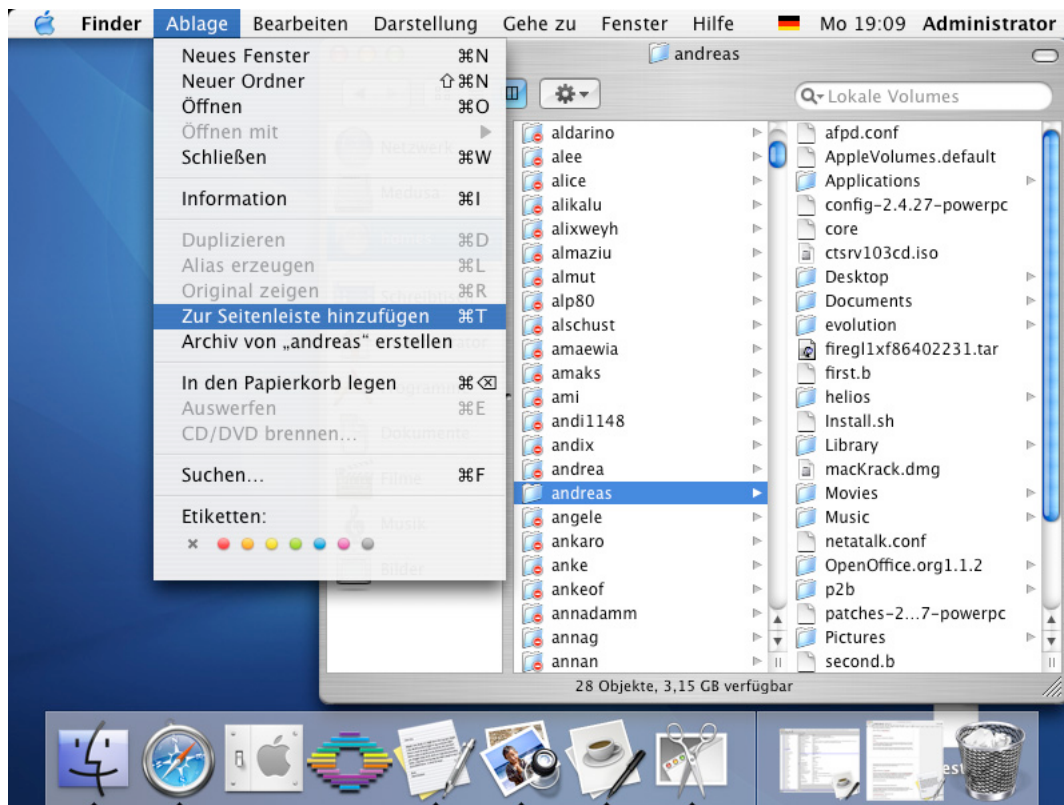 Finder Ablage Bearbeiten Darstellung Gehe zu Fenster Hilfe Mo 19:09 Administrator
Neues Fenster ⌘N
Neuer Ordner ⇧⌘N
Öffnen ⌘O
Öffnen mit
Schließen ⌘W
Information ⌘I
Duplizieren ⌘D
Alias erzeugen ⌘L
Original zeigen ⌘R
Zur Seitenleiste hinzufügen ⌘T
Archiv von „andreas“ erstellen
In den Papierkorb legen ⌘⌫
Auswerfen ⌘E
CD/DVD brennen...
Suchen... ⌘F
Etiketten:
andreas
Lokale Volumes
Netzwerk
Medusa
Dokumente
Filme
Musik
Bilder
aldarino
alee
alice
alikalu
alixweyh
almaziu
almut
alp80
alschust
amaewia
amaks
ami
andi1148
andix
andrea
andreas
angele
ankaro
anke
ankeof
annadamm
annag
annan
afpd.conf
AppleVolumes.default
Applications
config-2.4.27-powerpc
core
ctsrv103cd.iso
Desktop
Documents
evolution
firegl1xf86402231.tar
first.b
helios
Install.sh
Library
macKrack.dmg
Movies
Music
netatalk.conf
OpenOffice.org1.1.2
p2b
patches-2...7-powerpc
Pictures
second.b
28 Objekte, 3,15 GB verfügbar